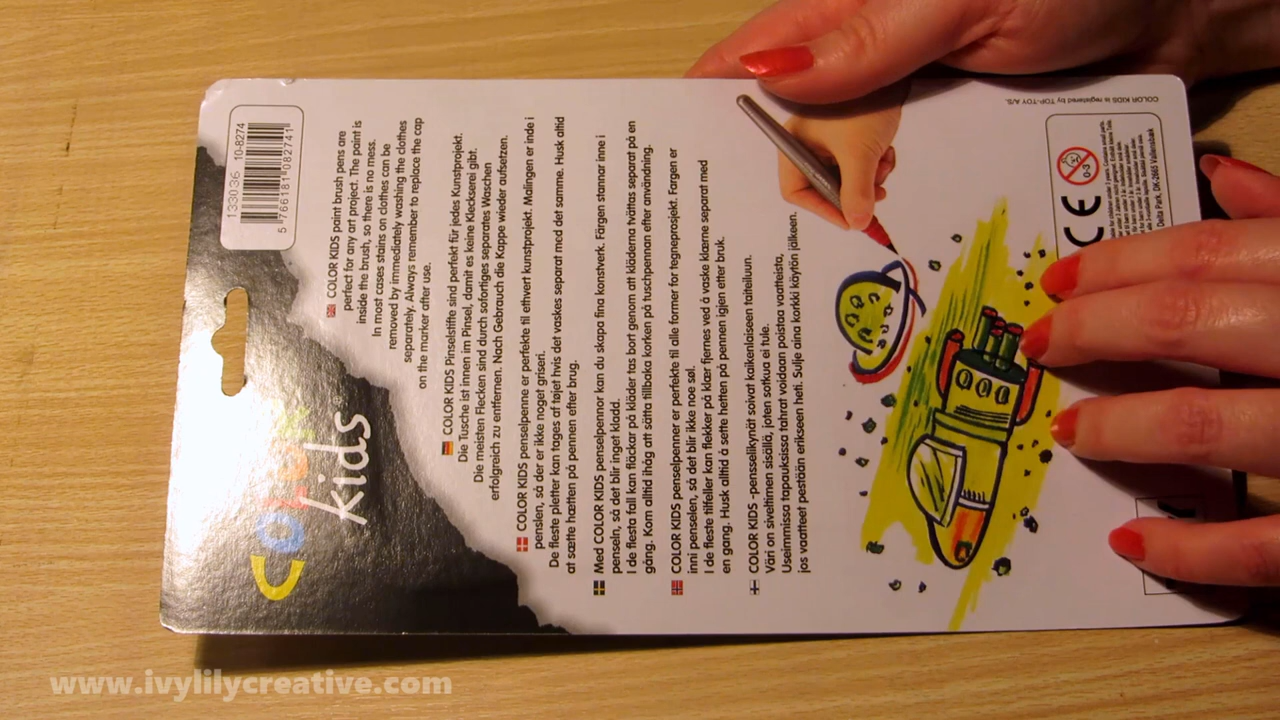 COLOR
kids
133036 10-8274
5 766181 082741
COLOR KIDS paint brush pens are
perfect for any art project. The paint is
inside the brush, so there is no mess.
In most cases stains on clothes can be
removed by immediately washing the clothes
separately. Always remember to replace the cap
on the marker after use.
COLOR KIDS Pinselstifte sind perfekt für jedes Kunstprojekt.
Die Tusche ist innen im Pinsel, damit es keine Kleckserei gibt.
Die meisten Flecken sind durch sofortiges separates Waschen
erfolgreich zu entfernen. Nach Gebrauch die Kappe wieder aufsetzen.
COLOR KIDS penselpenne er perfekte til ethvert kunstprojekt. Malingen er inde i
penslen, så der er ikke noget griseri.
De fleste pletter kan tages af tøjet hvis det vaskes separat med det samme. Husk altid
at sætte hætten på pennen efter brug.
Med COLOR KIDS penselpennor kan du skapa fina konstverk. Färgen stannar inne i
penseln, så det blir inget kladd.
I de flesta fall kan fläckar på kläder tas bort genom att kläderna tvättas separat på en
gång. Kom alltid ihåg att sätta tillbaka korken på tuschpennan efter användning.
COLOR KIDS penselpenner er perfekte til alle former for tegneprosjekt. Fargen er
inni penselen, så det blir ikke noe søl.
I de fleste tilfeller kan flekker på klær fjernes ved å vaske klærne separat med
en gang. Husk alltid å sette hetten på pennen igjen etter bruk.
COLOR KIDS -pensselikynät soivat kaikenlaiseen taiteiluun.
Väri on siveltimen sisällä, joten sotkua ei tule.
Useimmissa tapauksissa tahrat voidaan poistaa vaatteista,
jos vaatteet pestään erikseen heti. Sulje aina korkki käytön jälkeen.
0-3
CE
Delta Park, DK-2665 Vallensbæk
COLOR KIDS is registered by TOP-TOY A/S.
www.ivylilycreative.com